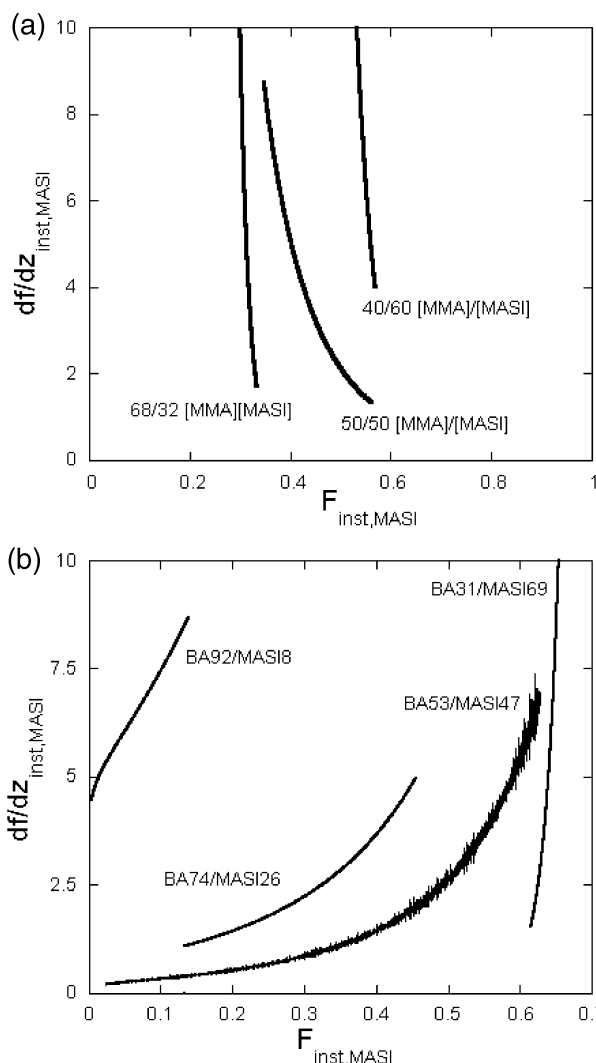 (a)
10
8
6
4
2
0
df/dz inst,MASI
40/60 [MMA]/[MASI]
68/32 [MMA][MASI]
50/50 [MMA]/[MASI]
0 0.2 0.4 0.6 0.8 1
F inst,MASI
(b)
10
7.5
5
2.5
0
df/dz inst,MASI
BA31/MASI69
BA92/MASI8
BA53/MASI47
BA74/MASI26
0 0.1 0.2 0.3 0.4 0.5 0.6 0.7
F inst,MASI